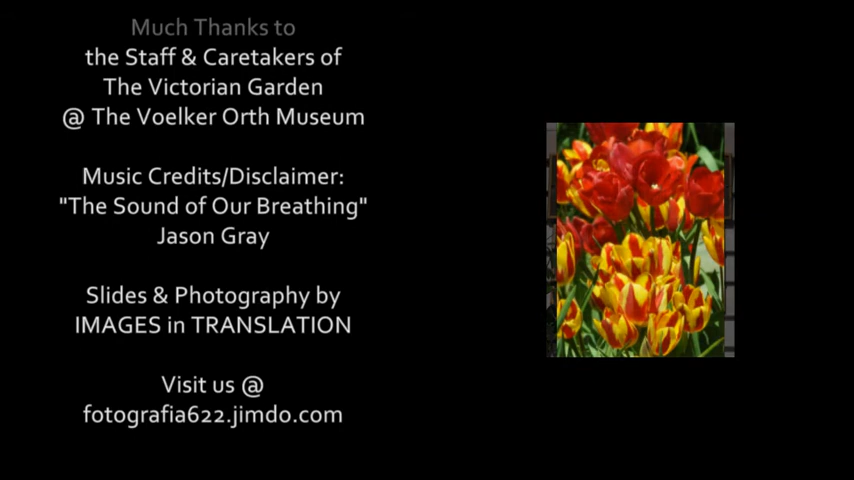 Much Thanks to
the Staff & Caretakers of
The Victorian Garden
@ The Voelker Orth Museum
Music Credits/Disclaimer:
"The Sound of Our Breathing"
Jason Gray
Slides & Photography by
IMAGES in TRANSLATION
Visit us @
fotografia622.jimdo.com